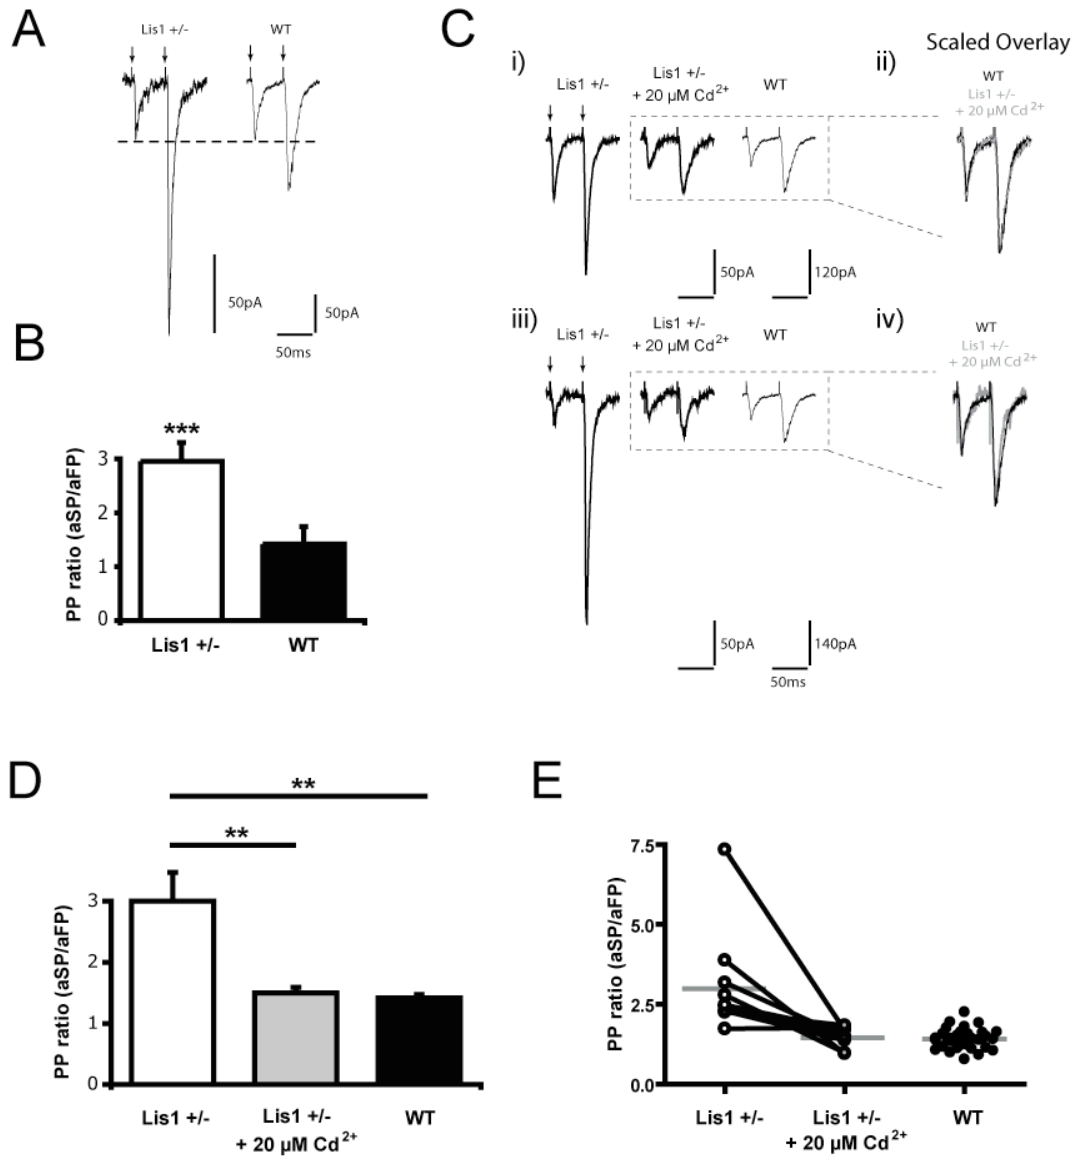 A
Lis1 +/-
WT
50pA
50pA
50ms
B
***
PP ratio (aSP/aFP)
3
2
1
0
Lis1 +/-
WT
C
Scaled Overlay
i)
Lis1 +/-
Lis1 +/-
+ 20 µM Cd2+
WT
ii)
WT
Lis1 +/-
+ 20 µM Cd2+
50pA
120pA
iii)
Lis1 +/-
Lis1 +/-
+ 20 µM Cd2+
WT
iv)
WT
Lis1 +/-
+ 20 µM Cd2+
50pA
140pA
50ms
D
**
**
PP ratio (aSP/aFP)
3
2
1
0
Lis1 +/-
Lis1 +/-
+ 20 µM Cd2+
WT
E
PP ratio (aSP/aFP)
7.5
5.0
2.5
0.0
Lis1 +/-
Lis1 +/-
+ 20 µM Cd2+
WT